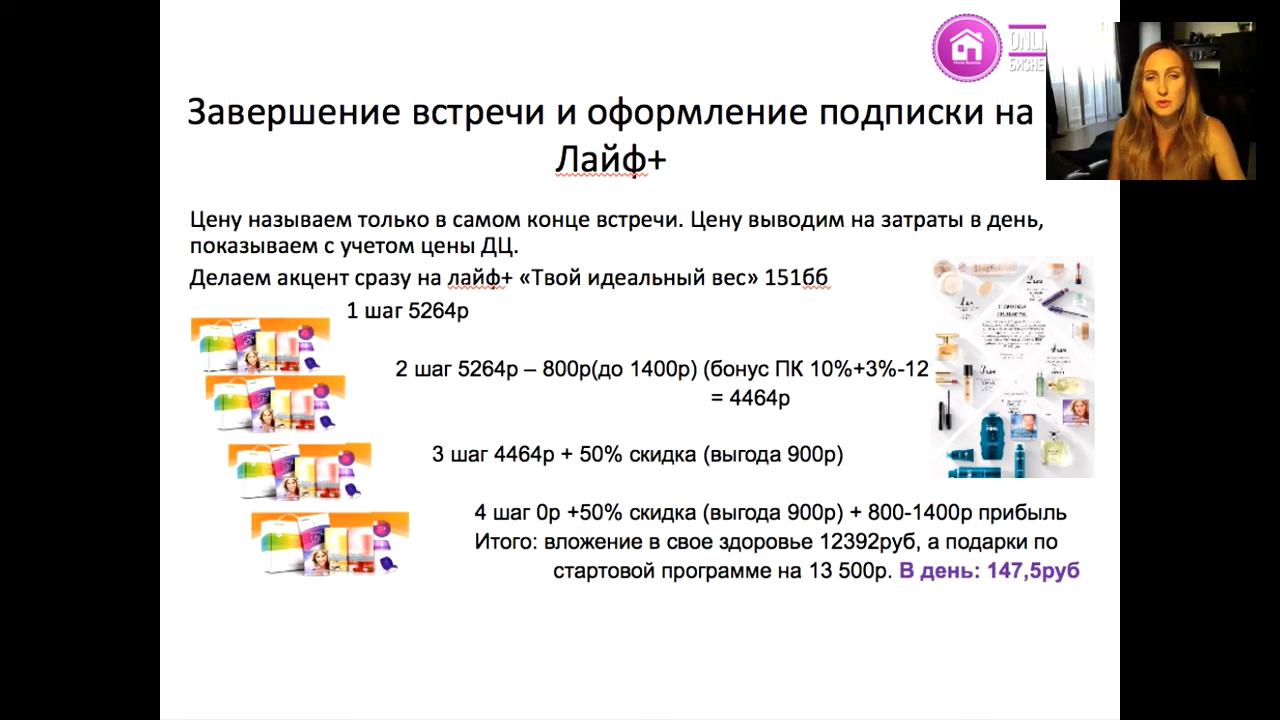 ONLI
БИЗНЕ
Завершение встречи и оформление подписки на
Лайф+
Цену называем только в самом конце встречи. Цену выводим на затраты в день,
показываем с учетом цены ДЦ.
Делаем акцент сразу на лайф+ «Твой идеальный вес» 151бб
1 шаг 5264р
2 шаг 5264р – 800р(до 1400р) (бонус ПК 10%+3%-12
= 4464р
3 шаг 4464р + 50% скидка (выгода 900р)
4 шаг 0р +50% скидка (выгода 900р) + 800-1400р прибыль
Итого: вложение в свое здоровье 12392руб, а подарки по
стартовой программе на 13 500р. В день: 147,5руб